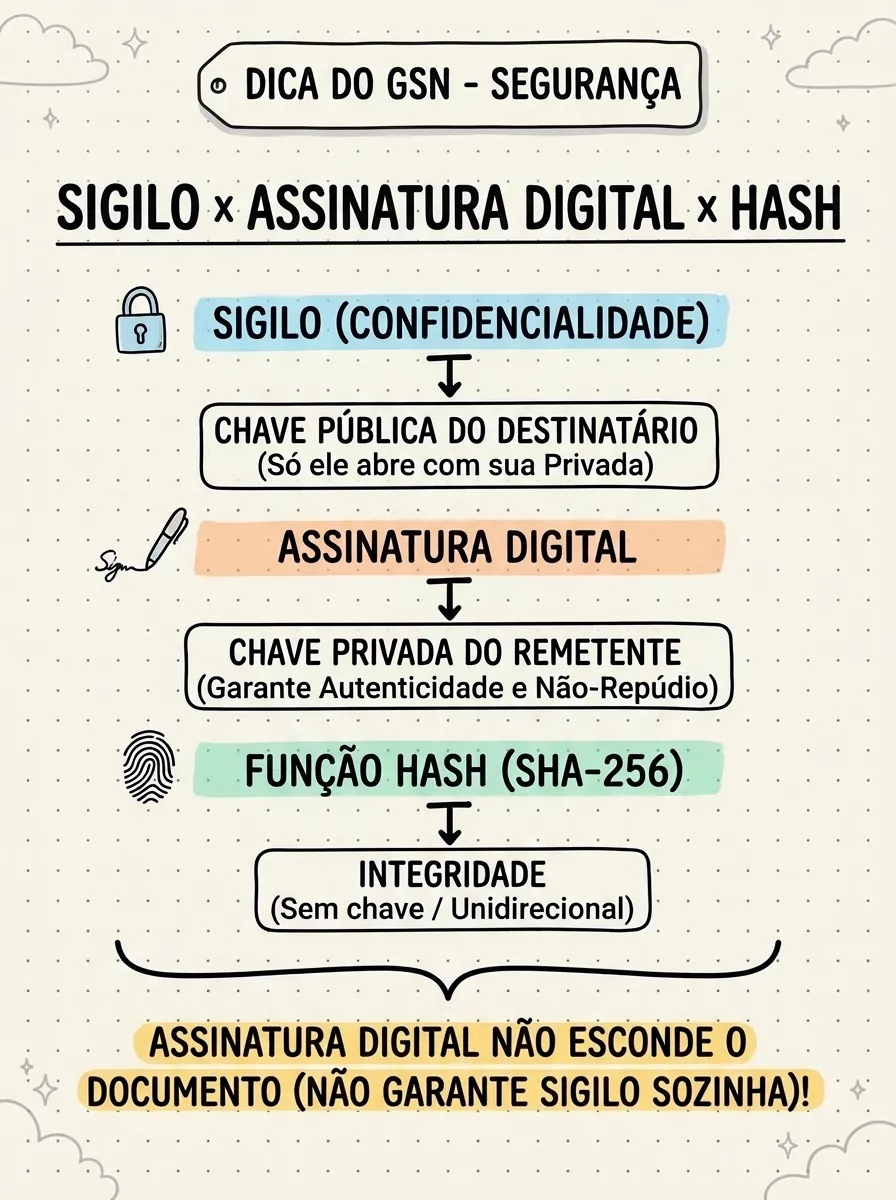 DICA DO GSN - SEGURANÇA
SIGILO x ASSINATURA DIGITAL x HASH
SIGILO (CONFIDENCIALIDADE)
CHAVE PÚBLICA DO DESTINATÁRIO
(Só ele abre com sua Privada)
Sign
ASSINATURA DIGITAL
CHAVE PRIVADA DO REMETENTE
(Garante Autenticidade e Não-Repúdio)
FUNÇÃO HASH (SHA-256)
INTEGRIDADE
(Sem chave / Unidirecional)
ASSINATURA DIGITAL NÃO ESCONDE O
DOCUMENTO (NÃO GARANTE SIGILO SOZINHA)!